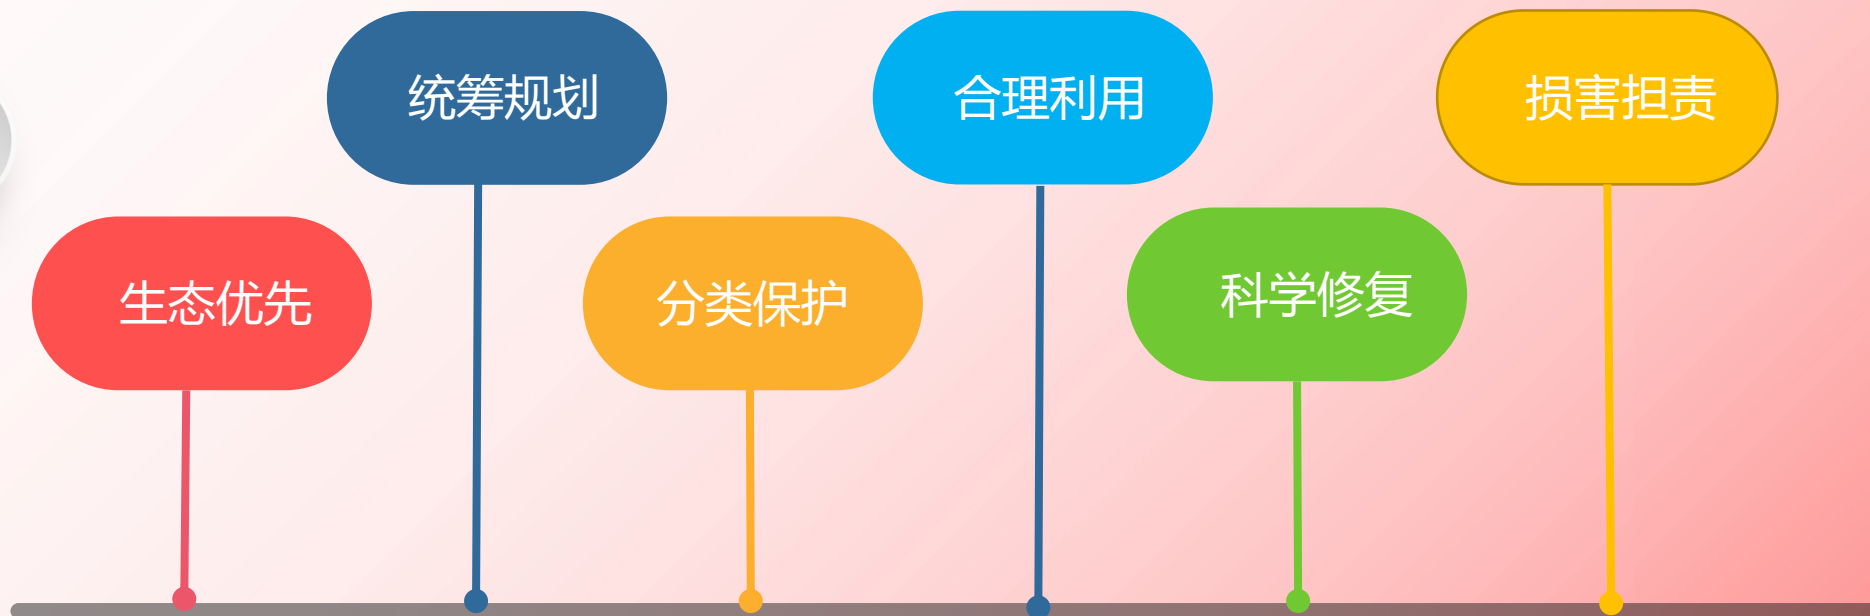 生态优先
统筹规划
分类保护
合理利用
科学修复
损害担责